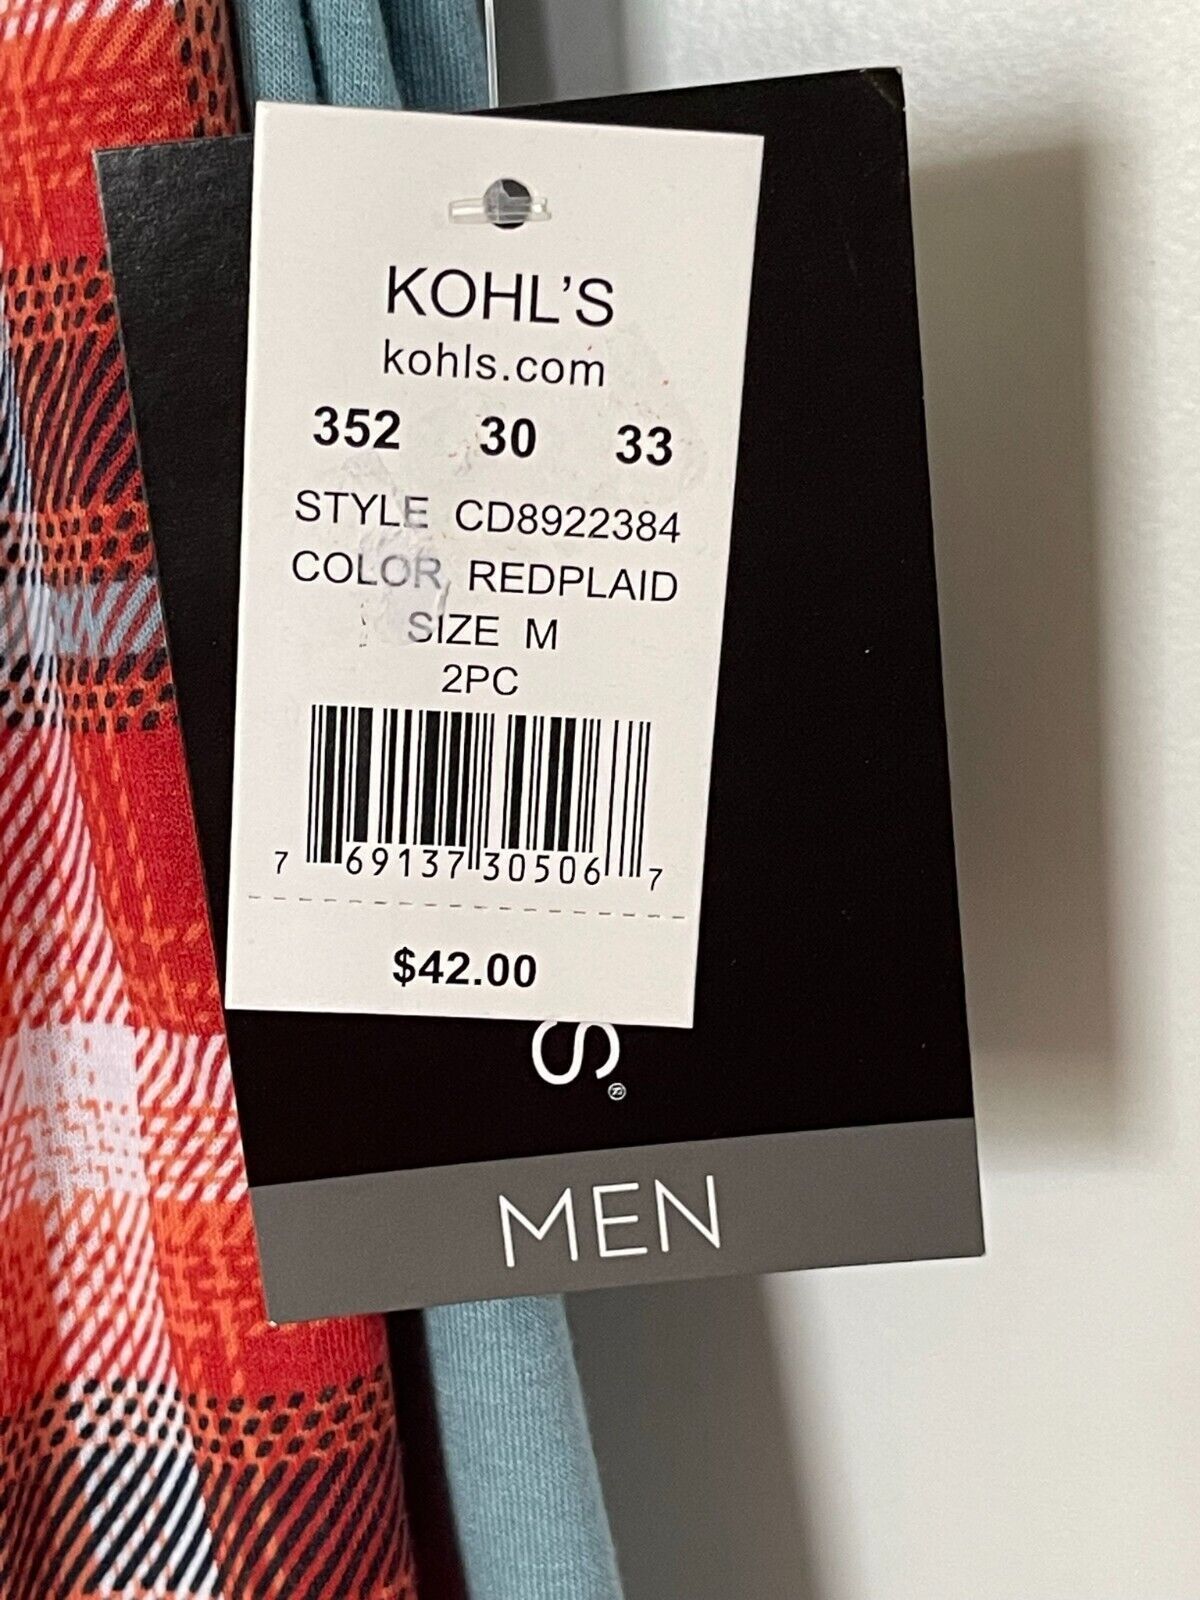 KOHL'S
kohls.com
352 30 33
STYLE CD8922384
COLOR REDPLAID
SIZE M
2PC
7 69137 30506 7
$42.00
S®
MEN